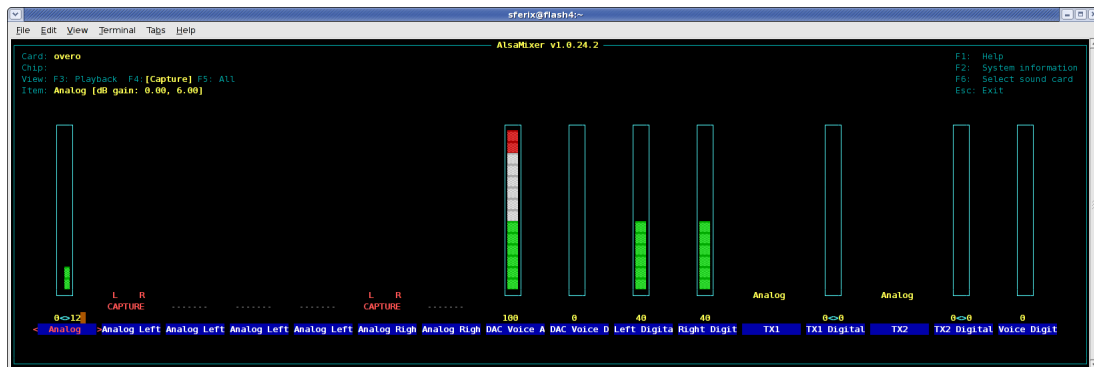 sferix@flash4:~
File Edit View Terminal Tabs Help
AlsaMixer v1.0.24.2
Card: overo F1: Help
Chip: F2: System information
View: F3: Playback F4:[Capture] F5: All F6: Select sound card
Item: Analog [dB gain: 0.00, 6.00] Esc: Exit
L R L R Analog Analog
CAPTURE ------- ------- ------- CAPTURE -------
0<>12 100 0 40 40 0<>0 0<>0 0
< Analog >Analog Left Analog Left Analog Left Analog Left Analog Righ Analog Righ DAC Voice A DAC Voice D Left Digita Right Digit TX1 TX1 Digital TX2 TX2 Digital Voice Digit